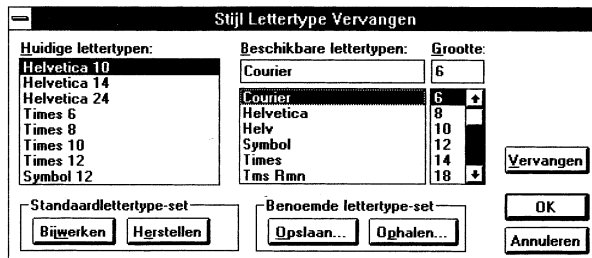 Stijl Lettertype Vervangen
Huidige lettertypen:
Helvetica 10
Helvetica 14
Helvetica 24
Times 6
Times 8
Times 10
Times 12
Symbol 12
Beschikbare lettertypen:
Courier
Courier
Helvetica
Helv
Symbol
Times
Tms Rmn
Grootte:
6
6
8
10
12
14
18
Vervangen
OK
Annuleren
Standaardlettertype-set
Bijwerken Herstellen
Benoemde lettertype-set
Opslaan... Ophalen...